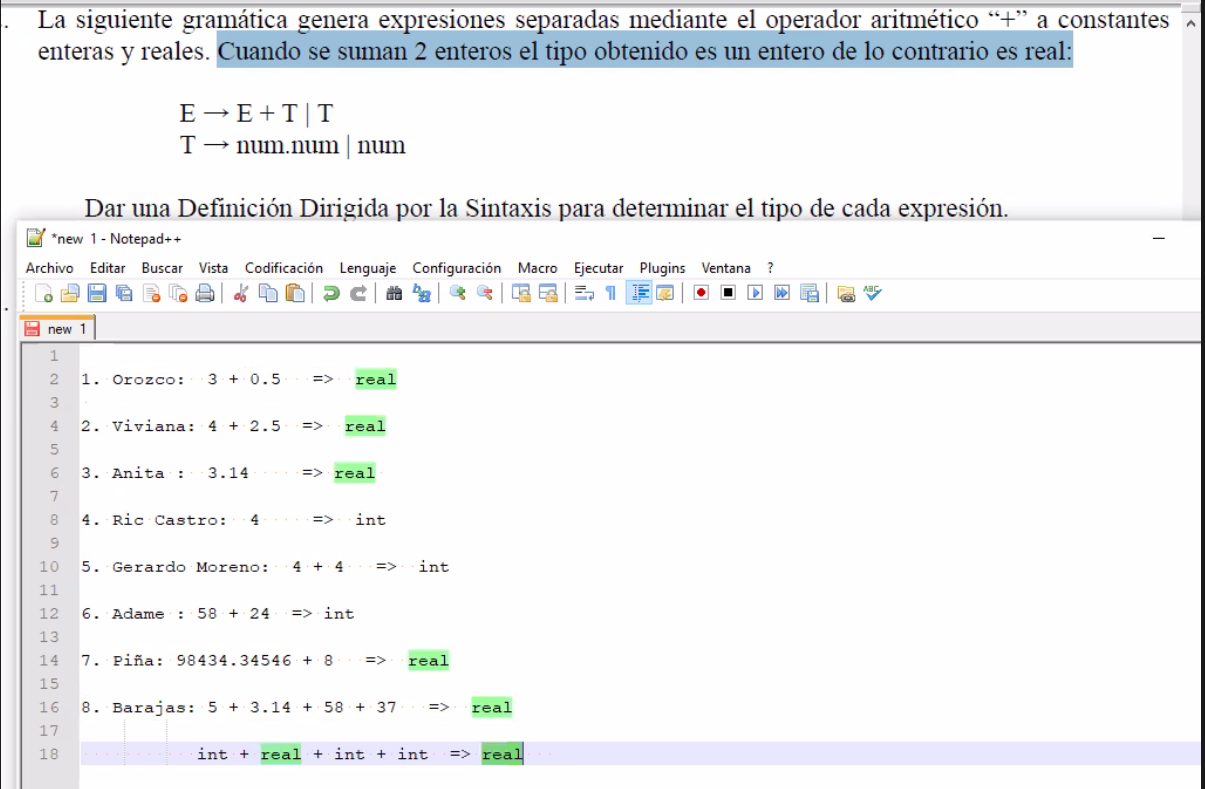 . La siguiente gramática genera expresiones separadas mediante el operador aritmético “+” a constantes
enteras y reales. Cuando se suman 2 enteros el tipo obtenido es un entero de lo contrario es real:
E → E + T | T
T → num.num | num
Dar una Definición Dirigida por la Sintaxis para determinar el tipo de cada expresión.
*new 1 - Notepad++
Archivo Editar Buscar Vista Codificación Lenguaje Configuración Macro Ejecutar Plugins Ventana ?
ABC
new 1
1
2 1. Orozco: 3 + 0.5 => real
3
4 2. Viviana: 4 + 2.5 => real
5
6 3. Anita : 3.14 => real
7
8 4. Ric Castro: 4 => int
9
10 5. Gerardo Moreno: 4 + 4 => int
11
12 6. Adame : 58 + 24 => int
13
14 7. Piña: 98434.34546 + 8 => real
15
16 8. Barajas: 5 + 3.14 + 58 + 37 => real
17
18 int + real + int + int => real